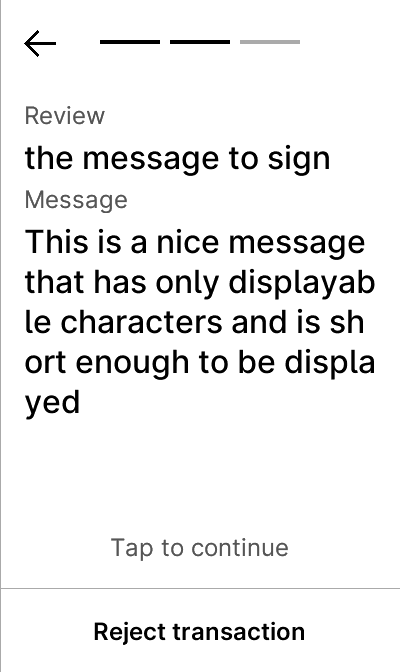 Review
the message to sign
Message
This is a nice message
that has only displayab
le characters and is sh
ort enough to be displa
yed
Tap to continue
Reject transaction